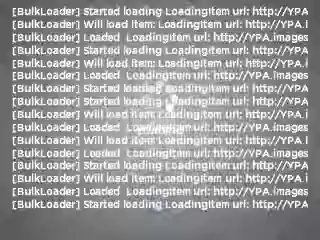 [BulkLoader] Started loading LoadingItem url: http://YPA
[BulkLoader] Will load item: LoadingItem url: http://YPA.i
[BulkLoader] Loaded LoadingItem url: http://YPA.images
[BulkLoader] Started loading LoadingItem url: http://YPA
[BulkLoader] Will load item: LoadingItem url: http://YPA.i
[BulkLoader] Loaded LoadingItem url: http://YPA.images
[BulkLoader] Started loading LoadingItem url: http://YPA
[BulkLoader] Started loading LoadingItem url: http://YPA
[BulkLoader] Will load item: LoadingItem url: http://YPA.i
[BulkLoader] Loaded LoadingItem url: http://YPA.images
[BulkLoader] Will load item: LoadingItem url: http://YPA.i
[BulkLoader] Loaded LoadingItem url: http://YPA.images
[BulkLoader] Started loading LoadingItem url: http://YPA
[BulkLoader] Will load item: LoadingItem url: http://YPA.i
[BulkLoader] Loaded LoadingItem url: http://YPA.images
[BulkLoader] Started loading LoadingItem url: http://YPA